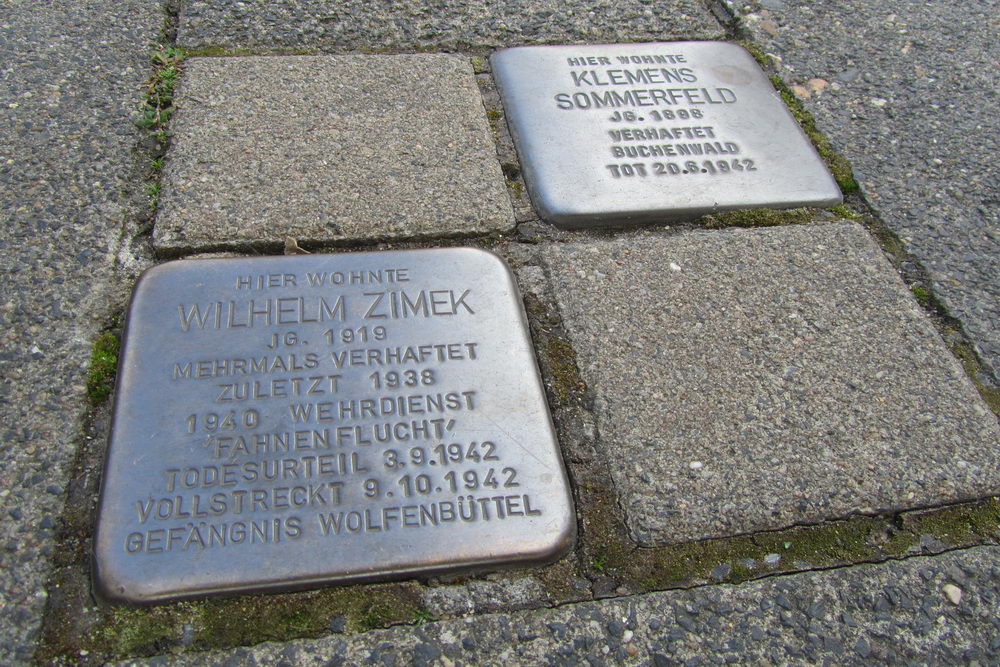 HIER WOHNTE
KLEMENS
SOMMERFELD
JG. 1898
VERHAFTET
BUCHENWALD
TOT 20.6.1942
HIER WOHNTE
WILHELM ZIMEK
JG. 1919
MEHRMALS VERHAFTET
ZULETZT 1938
1940 WEHRDIENST
'FAHNENFLUCHT'
TODESURTEIL 3.9.1942
VOLLSTRECKT 9.10.1942
GEFÄNGNIS WOLFENBÜTTEL